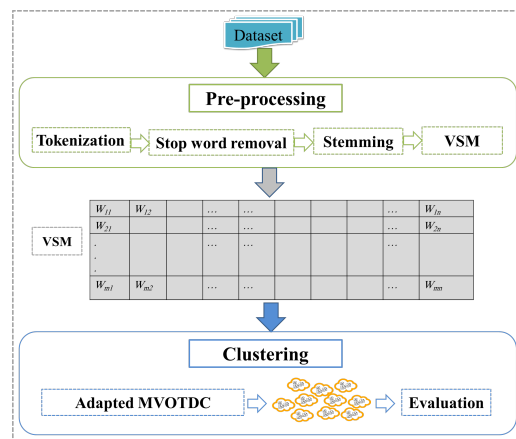 Dataset
Pre-processing
Tokenization
Stop word removal
Stemming
VSM
VSM
W11 W12 … … … W1n
W21 … … … W2n
. … …
.
.
Wm1 Wm2 … … … Wmn
Clustering
Adapted MVOTDC
Evaluation